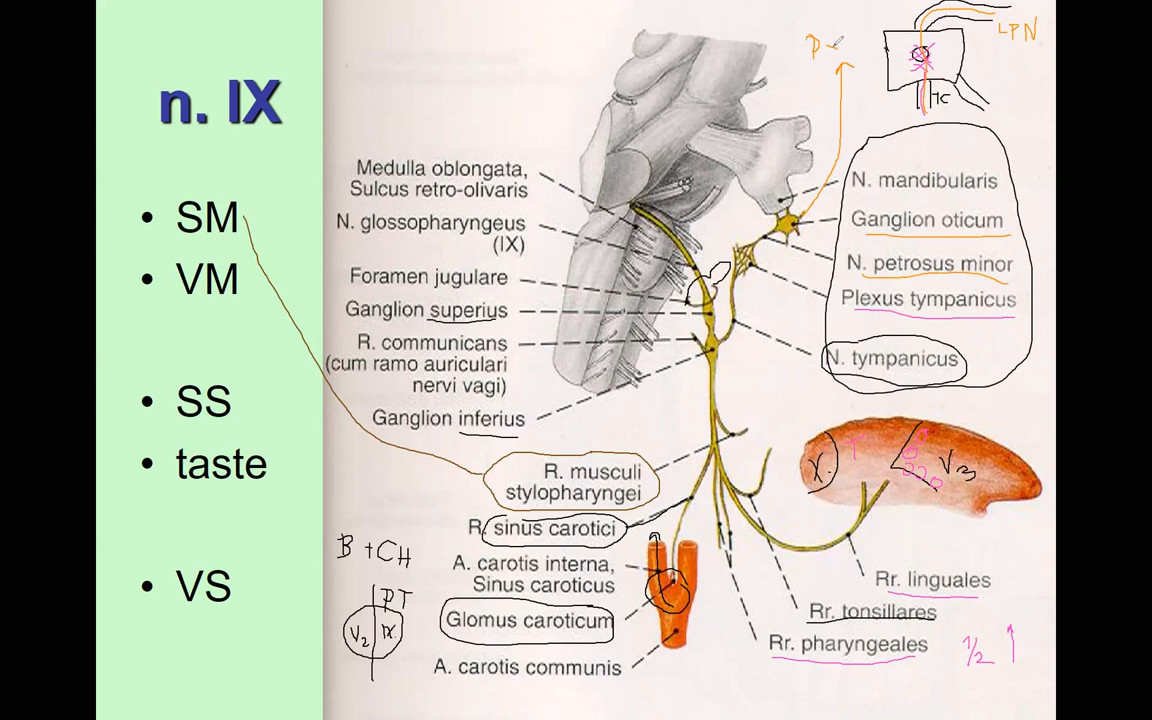 n. IX
• SM
• VM
• SS
• taste
• VS
Medulla oblongata,
Sulcus retro-olivaris
N. glossopharyngeus
(IX)
Foramen jugulare
Ganglion superius
R. communicans
(cum ramo auriculari
nervi vagi)
Ganglion inferius
R. musculi
stylopharyngei
R. sinus carotici
A. carotis interna,
Sinus caroticus
Glomus caroticum
A. carotis communis
B + CH
PT
V2 IX
LPN
TC
N. mandibularis
Ganglion oticum
N. petrosus minor
Plexus tympanicus
N. tympanicus
X T V3
Rr. linguales
Rr. tonsillares
Rr. pharyngeales
1/2